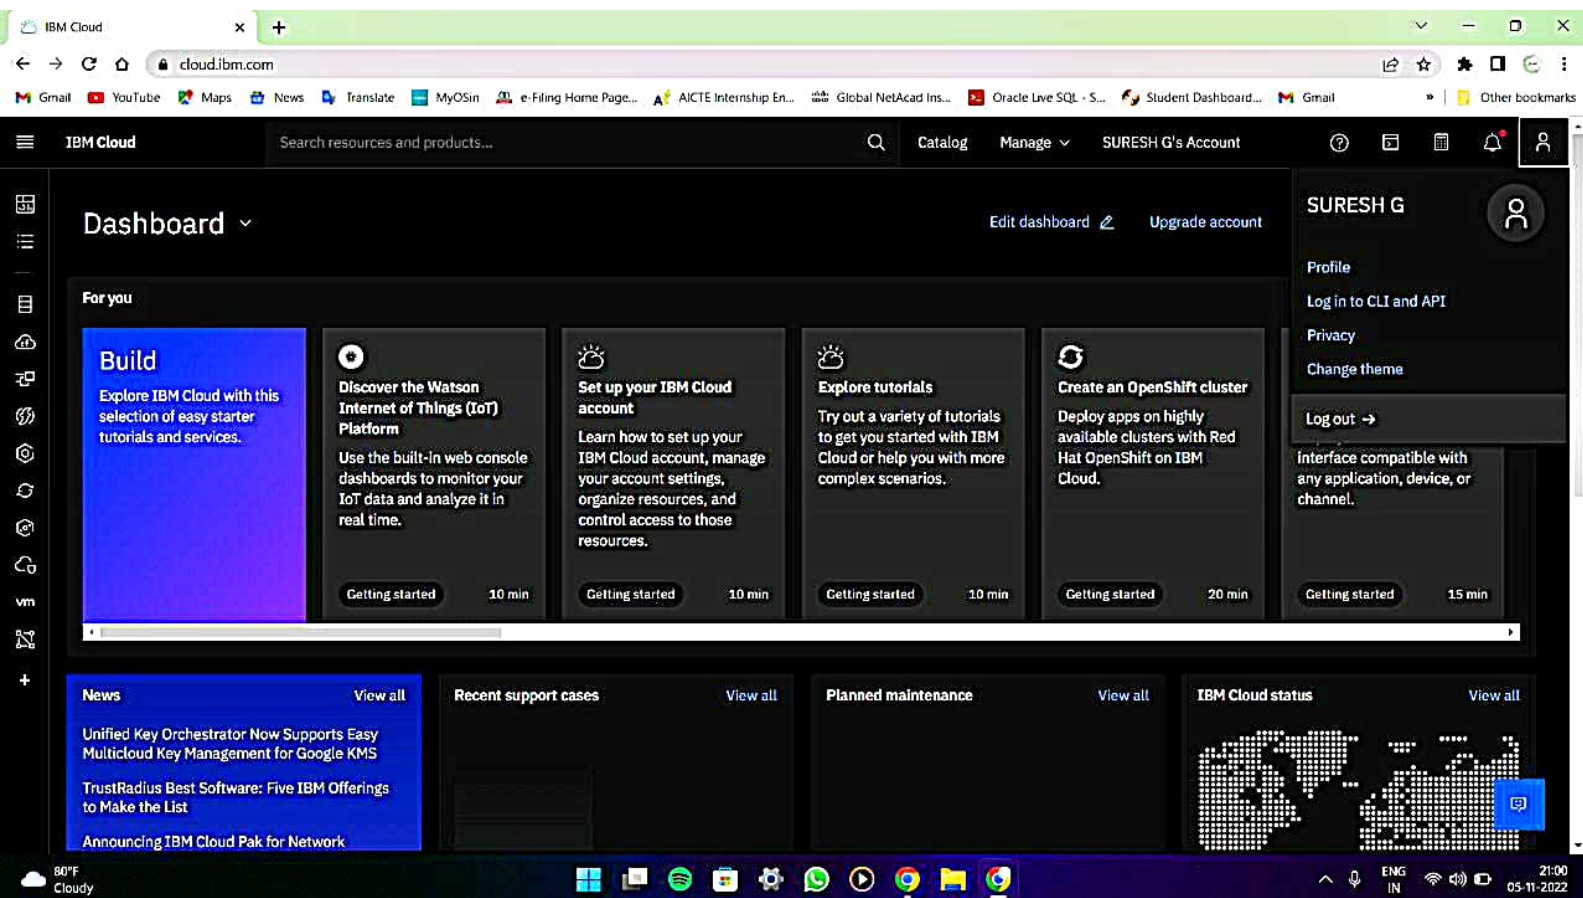 IBM Cloud
cloud.ibm.com
Gmail YouTube Maps News Translate MyOSin e-Filing Home Page... AICTE Internship En... Global NetAcad Ins... Oracle Live SQL - S... Student Dashboard... Gmail » Other bookmarks
IBM Cloud Search resources and products... Catalog Manage SURESH G's Account
SURESH G
Profile
Log in to CLI and API
Privacy
Change theme
Log out →
Dashboard Edit dashboard Upgrade account
For you
Build
Explore IBM Cloud with this
selection of easy starter
tutorials and services.
Discover the Watson
Internet of Things (IoT)
Platform
Use the built-in web console
dashboards to monitor your
IoT data and analyze it in
real time.
Getting started 10 min
Set up your IBM Cloud
account
Learn how to set up your
IBM Cloud account, manage
your account settings,
organize resources, and
control access to those
resources.
Getting started 10 min
Explore tutorials
Try out a variety of tutorials
to get you started with IBM
Cloud or help you with more
complex scenarios.
Getting started 10 min
Create an OpenShift cluster
Deploy apps on highly
available clusters with Red
Hat OpenShift on IBM
Cloud.
Getting started 20 min
interface compatible with
any application, device, or
channel.
Getting started 15 min
vm
News View all
Unified Key Orchestrator Now Supports Easy
Multicloud Key Management for Google KMS
TrustRadius Best Software: Five IBM Offerings
to Make the List
Announcing IBM Cloud Pak for Network
Recent support cases View all
Planned maintenance View all
IBM Cloud status View all
80°F
Cloudy
ENG
IN
21:00
05-11-2022